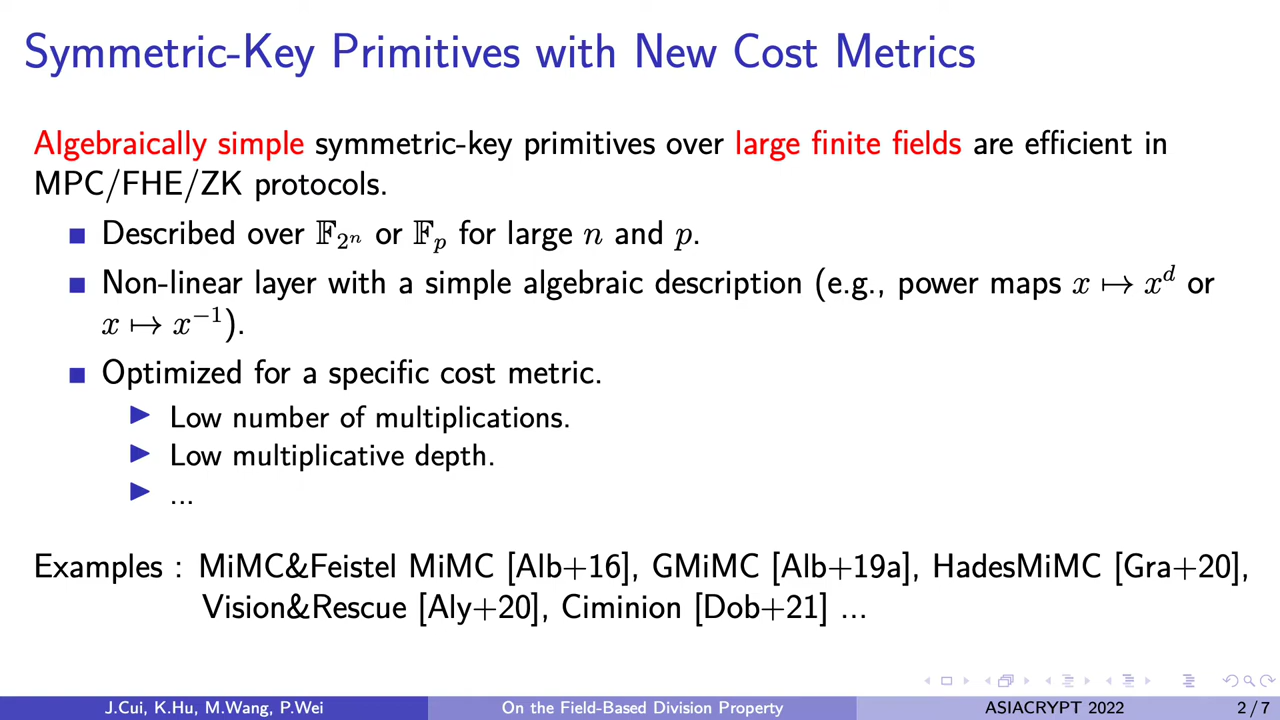 Symmetric-Key Primitives with New Cost Metrics
Algebraically simple symmetric-key primitives over large finite fields are efficient in
MPC/FHE/ZK protocols.
Described over 𝔽_{2^n} or 𝔽_p for large n and p.
Non-linear layer with a simple algebraic description (e.g., power maps x ↦ x^d or
x ↦ x^{−1}).
Optimized for a specific cost metric.
Low number of multiplications.
Low multiplicative depth.
...
Examples : MiMC&Feistel MiMC [Alb+16], GMiMC [Alb+19a], HadesMiMC [Gra+20],
Vision&Rescue [Aly+20], Ciminion [Dob+21] ...
J.Cui, K.Hu, M.Wang, P.Wei On the Field-Based Division Property ASIACRYPT 2022 2 / 7